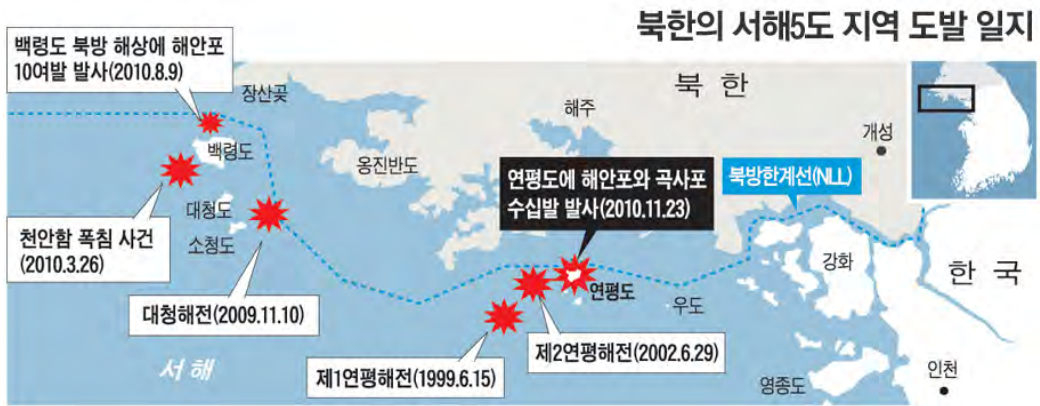 북한의 서해5도 지역 도발 일지
백령도 북방 해상에 해안포
10여발 발사(2010.8.9)
장산곶
북 한
해주
개성
백령도
옹진반도
연평도에 해안포와 곡사포
수십발 발사(2010.11.23)
북방한계선(NLL)
대청도
소청도
천안함 폭침 사건
(2010.3.26)
강화
한 국
연평도
우도
대청해전(2009.11.10)
제2연평해전(2002.6.29)
서 해
제1연평해전(1999.6.15)
영종도
인천